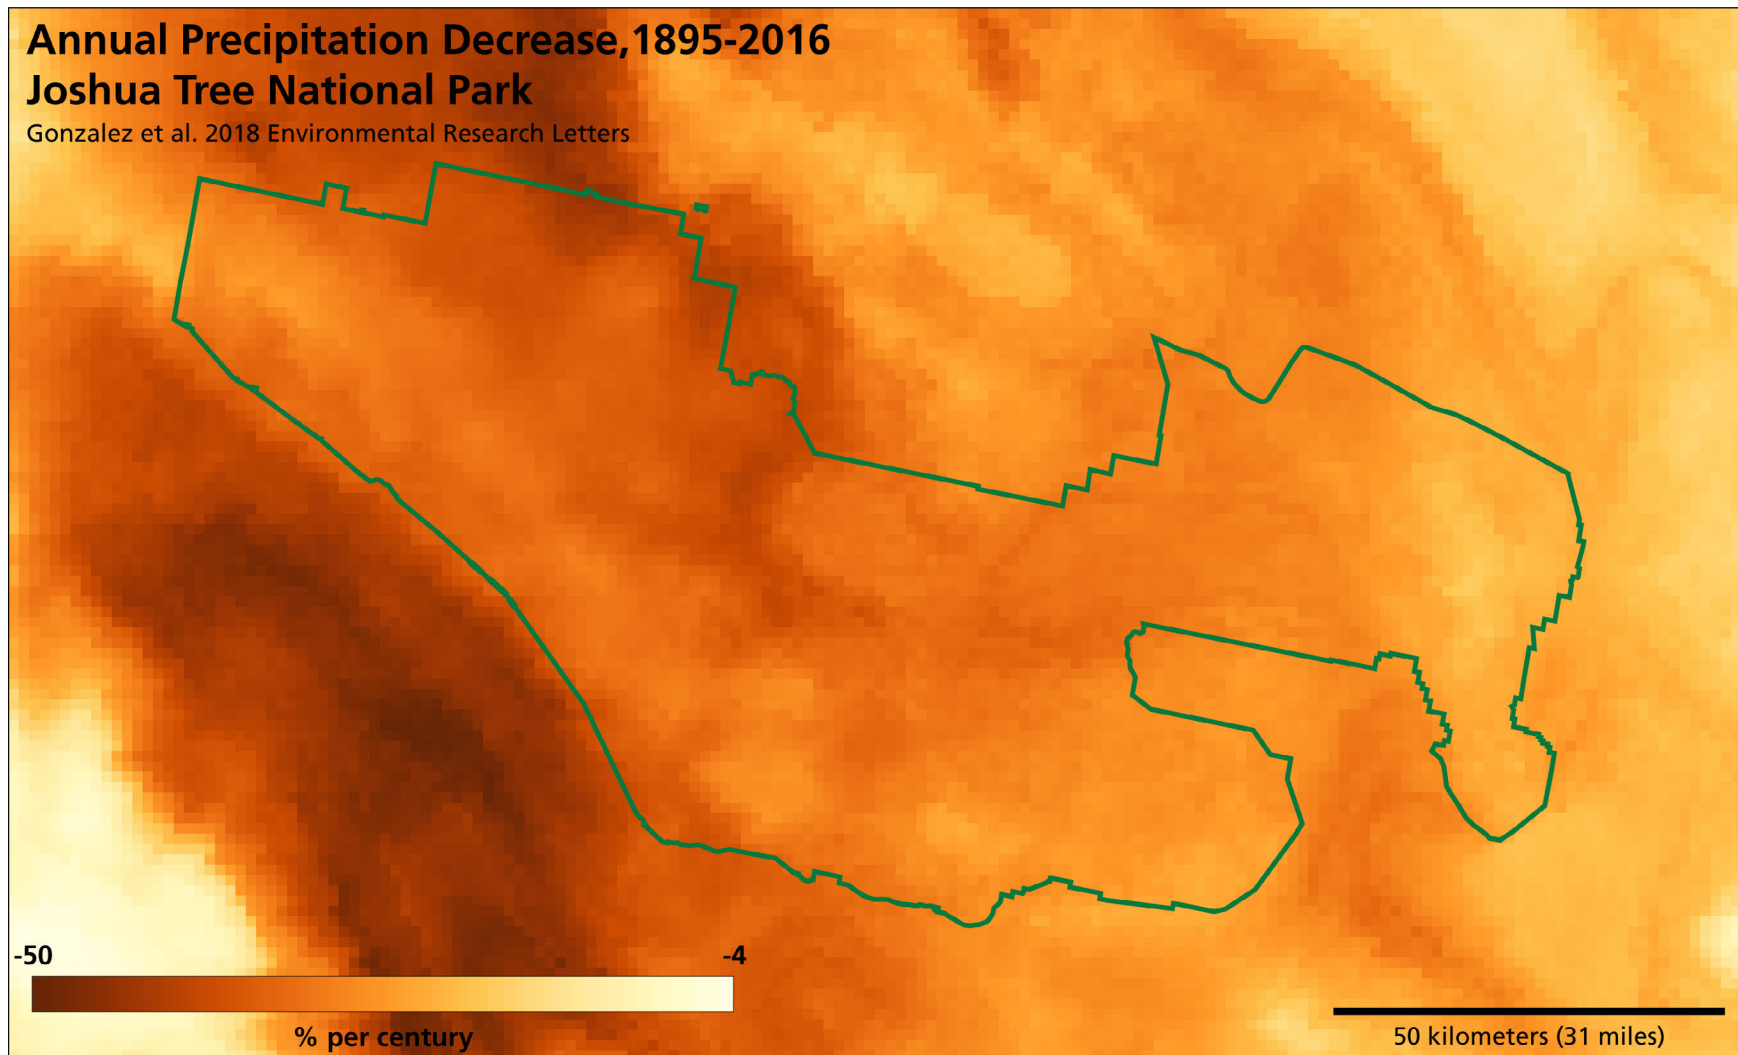 Annual Precipitation Decrease,1895-2016
Joshua Tree National Park
Gonzalez et al. 2018 Environmental Research Letters
-50
-4
% per century
50 kilometers (31 miles)